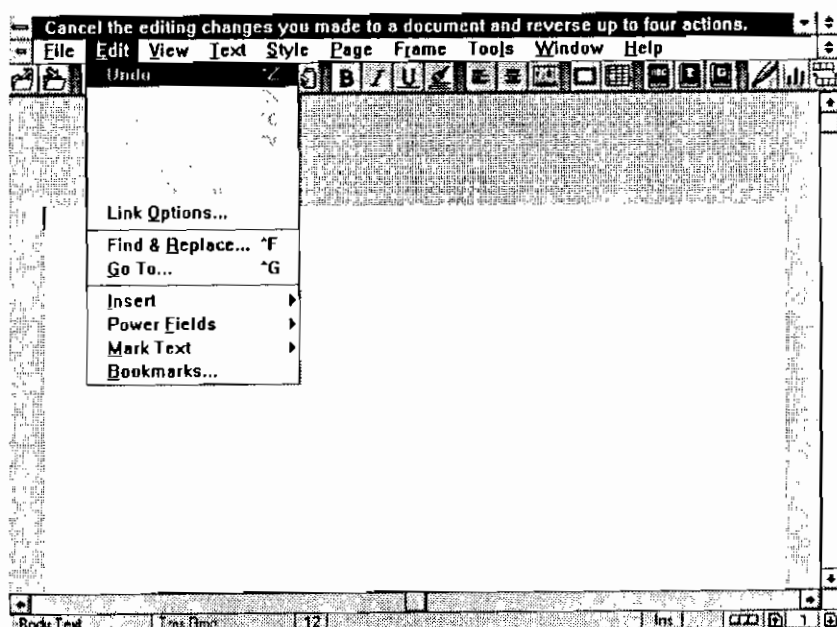 Cancel the editing changes you made to a document and reverse up to four actions.
File Edit View Text Style Page Frame Tools Window Help
Undo ^Z
B I U
^C
Link Options...
Find & Replace... ^F
Go To... ^G
Insert
Power Fields
Mark Text
Bookmarks...
Body Text Tms Rmn 12 Ins 1